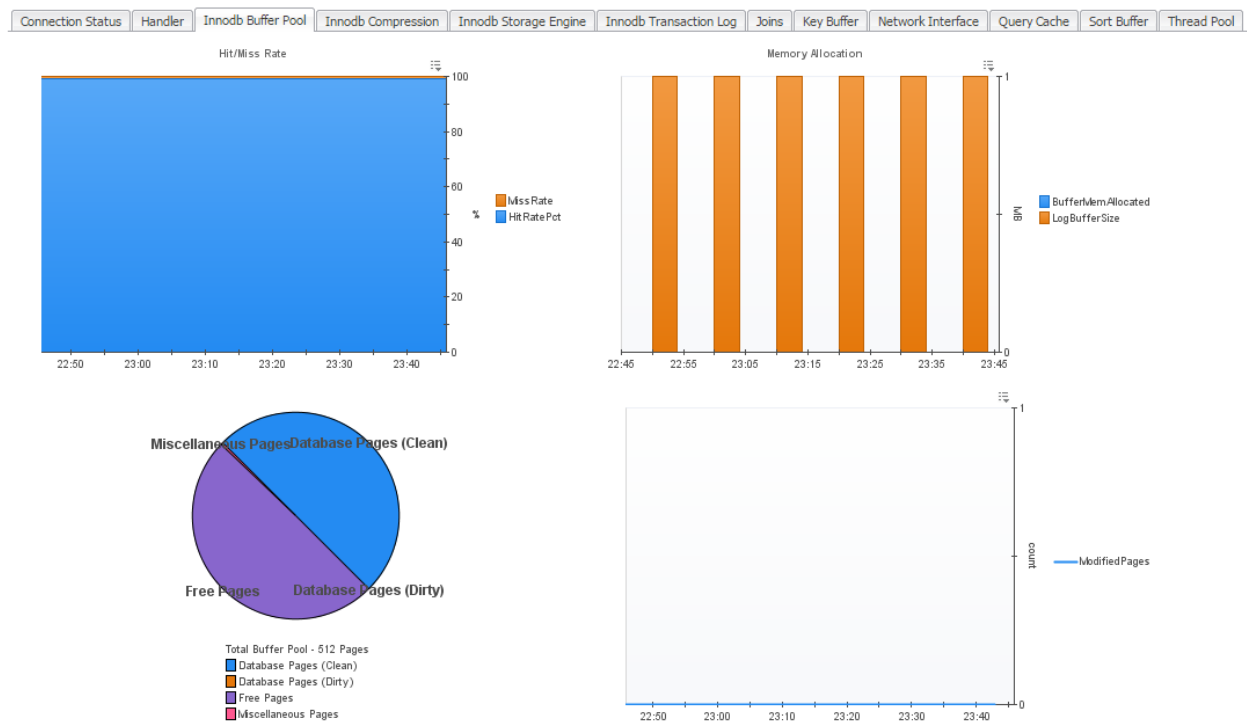 Connection Status Handler Innodb Buffer Pool Innodb Compression Innodb Storage Engine Innodb Transaction Log Joins Key Buffer Network Interface Query Cache Sort Buffer Thread Pool
Hit/Miss Rate
100
80
60
%
40
20
0
22:50 23:00 23:10 23:20 23:30 23:40
Miss Rate
Hit Rate Pct
Memory Allocation
1
MB
0
22:45 22:55 23:05 23:15 23:25 23:35 23:45
BufferMemAllocated
LogBufferSize
Miscellaneous Pages
Database Pages (Clean)
Free Pages
Database Pages (Dirty)
Total Buffer Pool - 512 Pages
Database Pages (Clean)
Database Pages (Dirty)
Free Pages
Miscellaneous Pages
1
count
0
22:50 23:00 23:10 23:20 23:30 23:40
Modified Pages